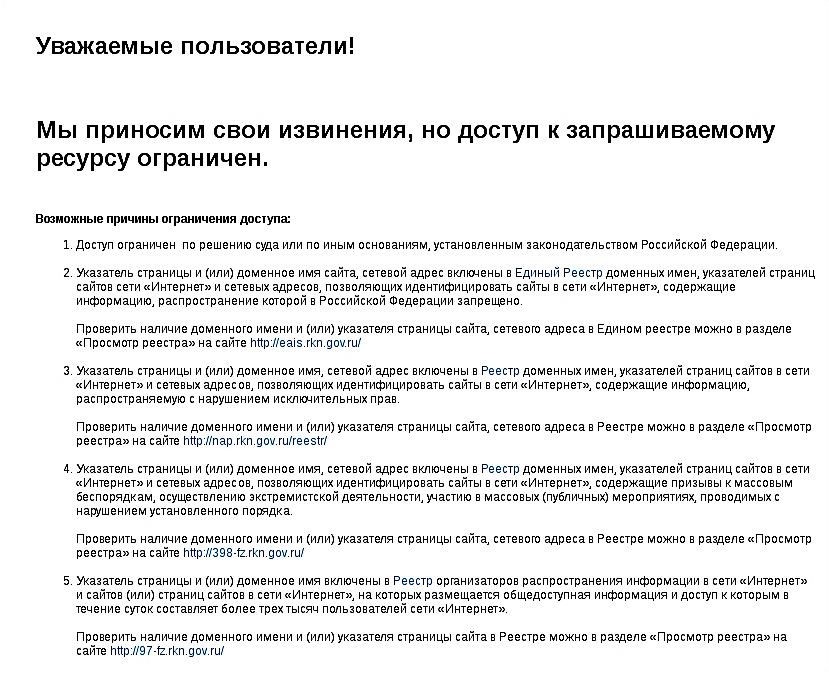 Уважаемые пользователи!
Мы приносим свои извинения, но доступ к запрашиваемому
ресурсу ограничен.
Возможные причины ограничения доступа:
1. Доступ ограничен по решению суда или по иным основаниям, установленным законодательством Российской Федерации.
2. Указатель страницы и (или) доменное имя сайта, сетевой адрес включены в Единый Реестр доменных имен, указателей страниц
сайтов сети «Интернет» и сетевых адресов, позволяющих идентифицировать сайты в сети «Интернет», содержащие
информацию, распространение которой в Российской Федерации запрещено.
Проверить наличие доменного имени и (или) указателя страницы сайта, сетевого адреса в Едином реестре можно в разделе
«Просмотр реестра» на сайте http://eais.rkn.gov.ru/
3. Указатель страницы и (или) доменное имя, сетевой адрес включены в Реестр доменных имен, указателей страниц сайтов в сети
«Интернет» и сетевых адресов, позволяющих идентифицировать сайты в сети «Интернет», содержащие информацию,
распространяемую с нарушением исключительных прав.
Проверить наличие доменного имени и (или) указателя страницы сайта, сетевого адреса в Реестре можно в разделе «Просмотр
реестра» на сайте http://nap.rkn.gov.ru/reestr/
4. Указатель страницы и (или) доменное имя, сетевой адрес включены в Реестр доменных имен, указателей страниц сайтов в сети
«Интернет» и сетевых адресов, позволяющих идентифицировать сайты в сети «Интернет», содержащие призывы к массовым
беспорядкам, осуществлению экстремистской деятельности, участию в массовых (публичных) мероприятиях, проводимых с
нарушением установленного порядка.
Проверить наличие доменного имени и (или) указателя страницы сайта, сетевого адреса в Реестре можно в разделе «Просмотр
реестра» на сайте http://398-fz.rkn.gov.ru/
5. Указатель страницы и (или) доменное имя включены в Реестр организаторов распространения информации в сети «Интернет»
и сайтов (или) страниц сайтов в сети «Интернет», на которых размещается общедоступная информация и доступ к которым в
течение суток составляет более трех тысяч пользователей сети «Интернет».
Проверить наличие доменного имени и (или) указателя страницы сайта в Реестре можно в разделе «Просмотр реестра» на
сайте http://97-fz.rkn.gov.ru/